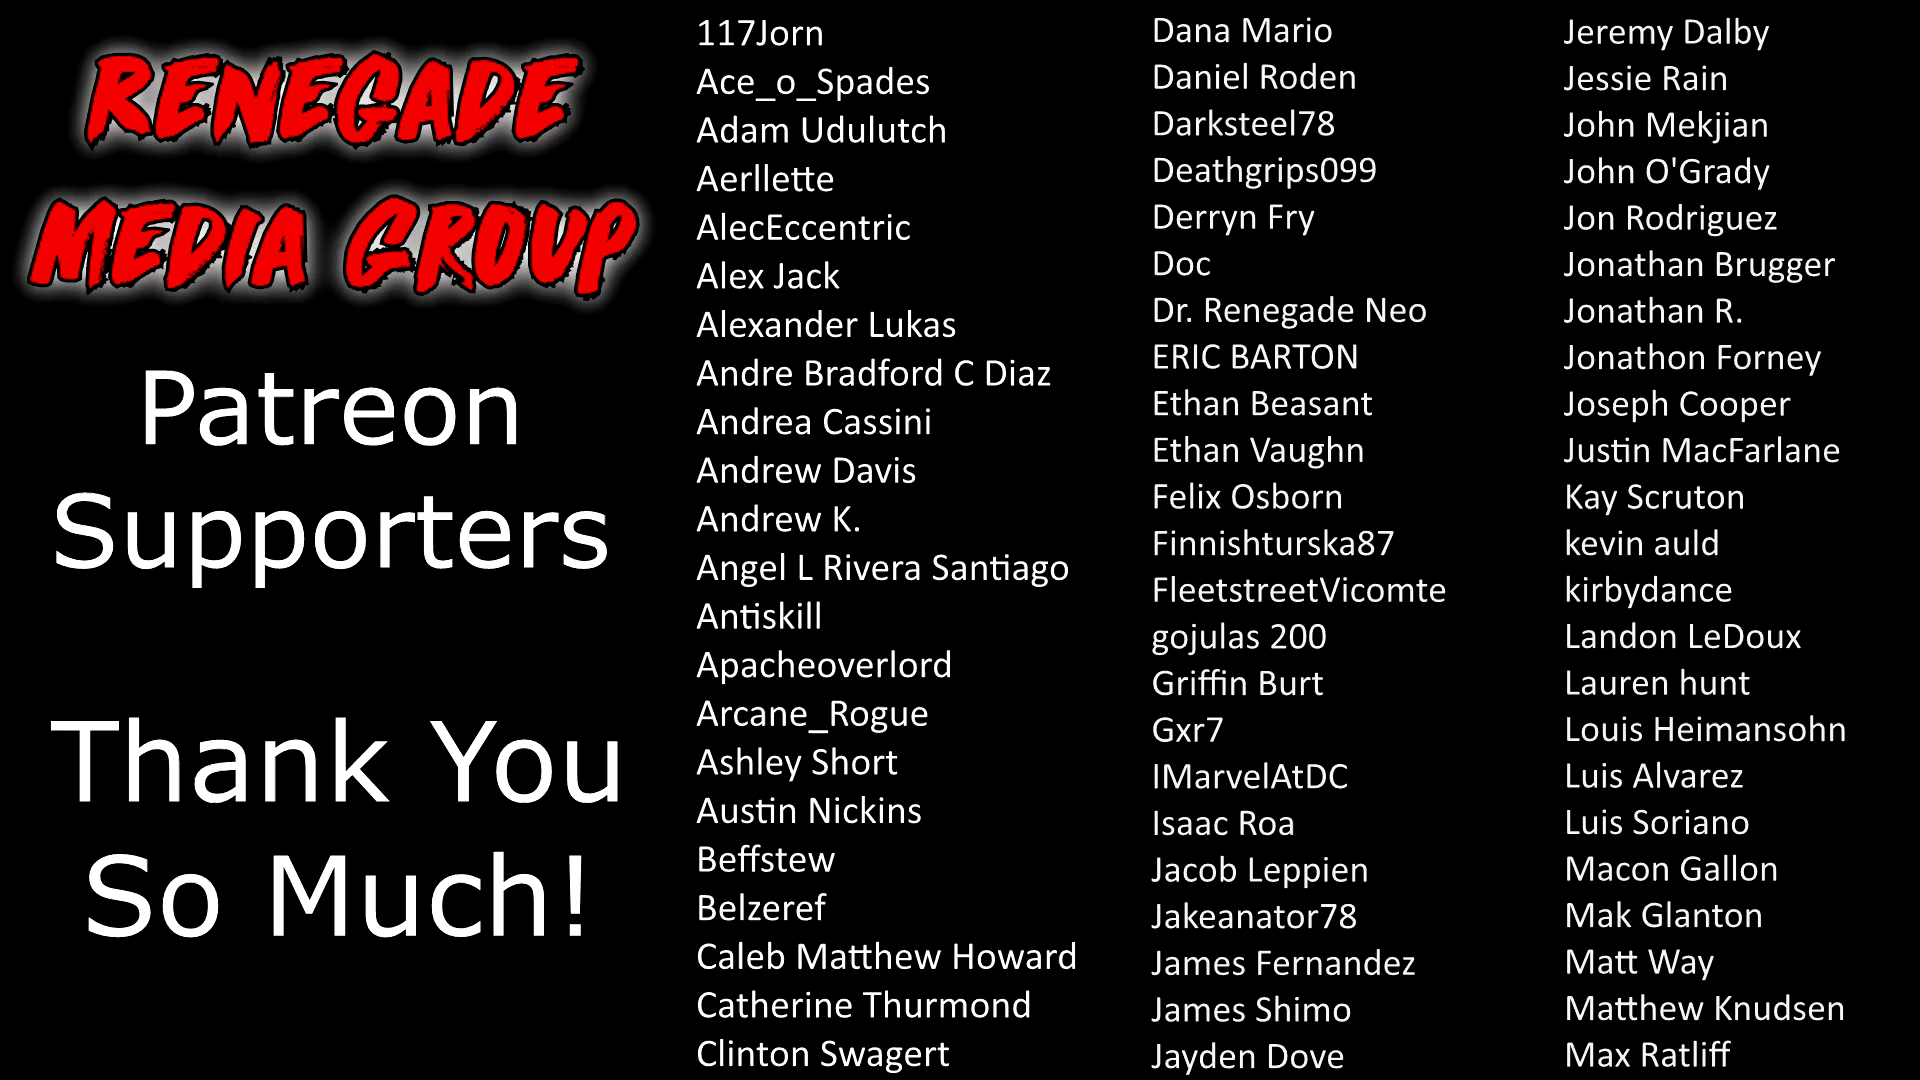 RENEGADE
MEDIA GROUP
Patreon
Supporters
Thank You
So Much!
117Jorn
Ace_o_Spades
Adam Udulutch
Aerllette
AlecEccentric
Alex Jack
Alexander Lukas
Andre Bradford C Diaz
Andrea Cassini
Andrew Davis
Andrew K.
Angel L Rivera Santiago
Antiskill
Apacheoverlord
Arcane_Rogue
Ashley Short
Austin Nickins
Beffstew
Belzeref
Caleb Matthew Howard
Catherine Thurmond
Clinton Swagert
Dana Mario
Daniel Roden
Darksteel78
Deathgrips099
Derryn Fry
Doc
Dr. Renegade Neo
ERIC BARTON
Ethan Beasant
Ethan Vaughn
Felix Osborn
Finnishturska87
FleetstreetVicomte
gojulas 200
Griffin Burt
Gxr7
IMarvelAtDC
Isaac Roa
Jacob Leppien
Jakeanator78
James Fernandez
James Shimo
Jayden Dove
Jeremy Dalby
Jessie Rain
John Mekjian
John O'Grady
Jon Rodriguez
Jonathan Brugger
Jonathan R.
Jonathon Forney
Joseph Cooper
Justin MacFarlane
Kay Scruton
kevin auld
kirbydance
Landon LeDoux
Lauren hunt
Louis Heimansohn
Luis Alvarez
Luis Soriano
Macon Gallon
Mak Glanton
Matt Way
Matthew Knudsen
Max Ratliff